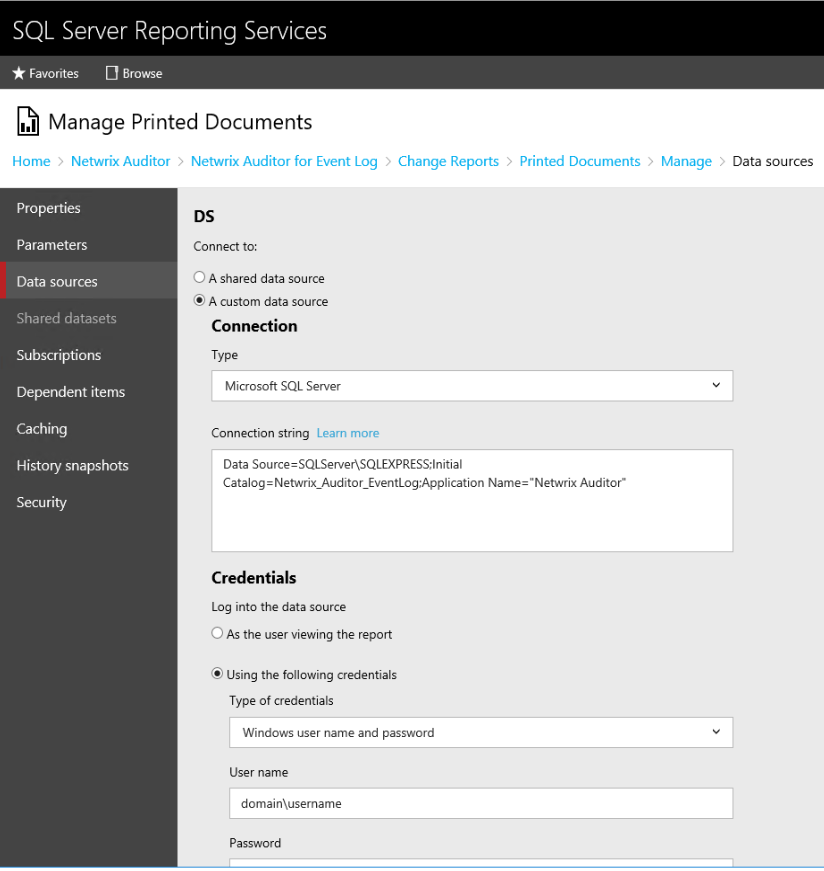 SQL Server Reporting Services
Favorites Browse
Manage Printed Documents
Home > Netwrix Auditor > Netwrix Auditor for Event Log > Change Reports > Printed Documents > Manage > Data sources
Properties
Parameters
Data sources
Shared datasets
Subscriptions
Dependent items
Caching
History snapshots
Security
DS
Connect to:
A shared data source
A custom data source
Connection
Type
Microsoft SQL Server
Connection string Learn more
Data Source=SQLServer\SQLEXPRESS;Initial
Catalog=Netwrix_Auditor_EventLog;Application Name="Netwrix Auditor"
Credentials
Log into the data source
As the user viewing the report
Using the following credentials
Type of credentials
Windows user name and password
User name
domain\username
Password